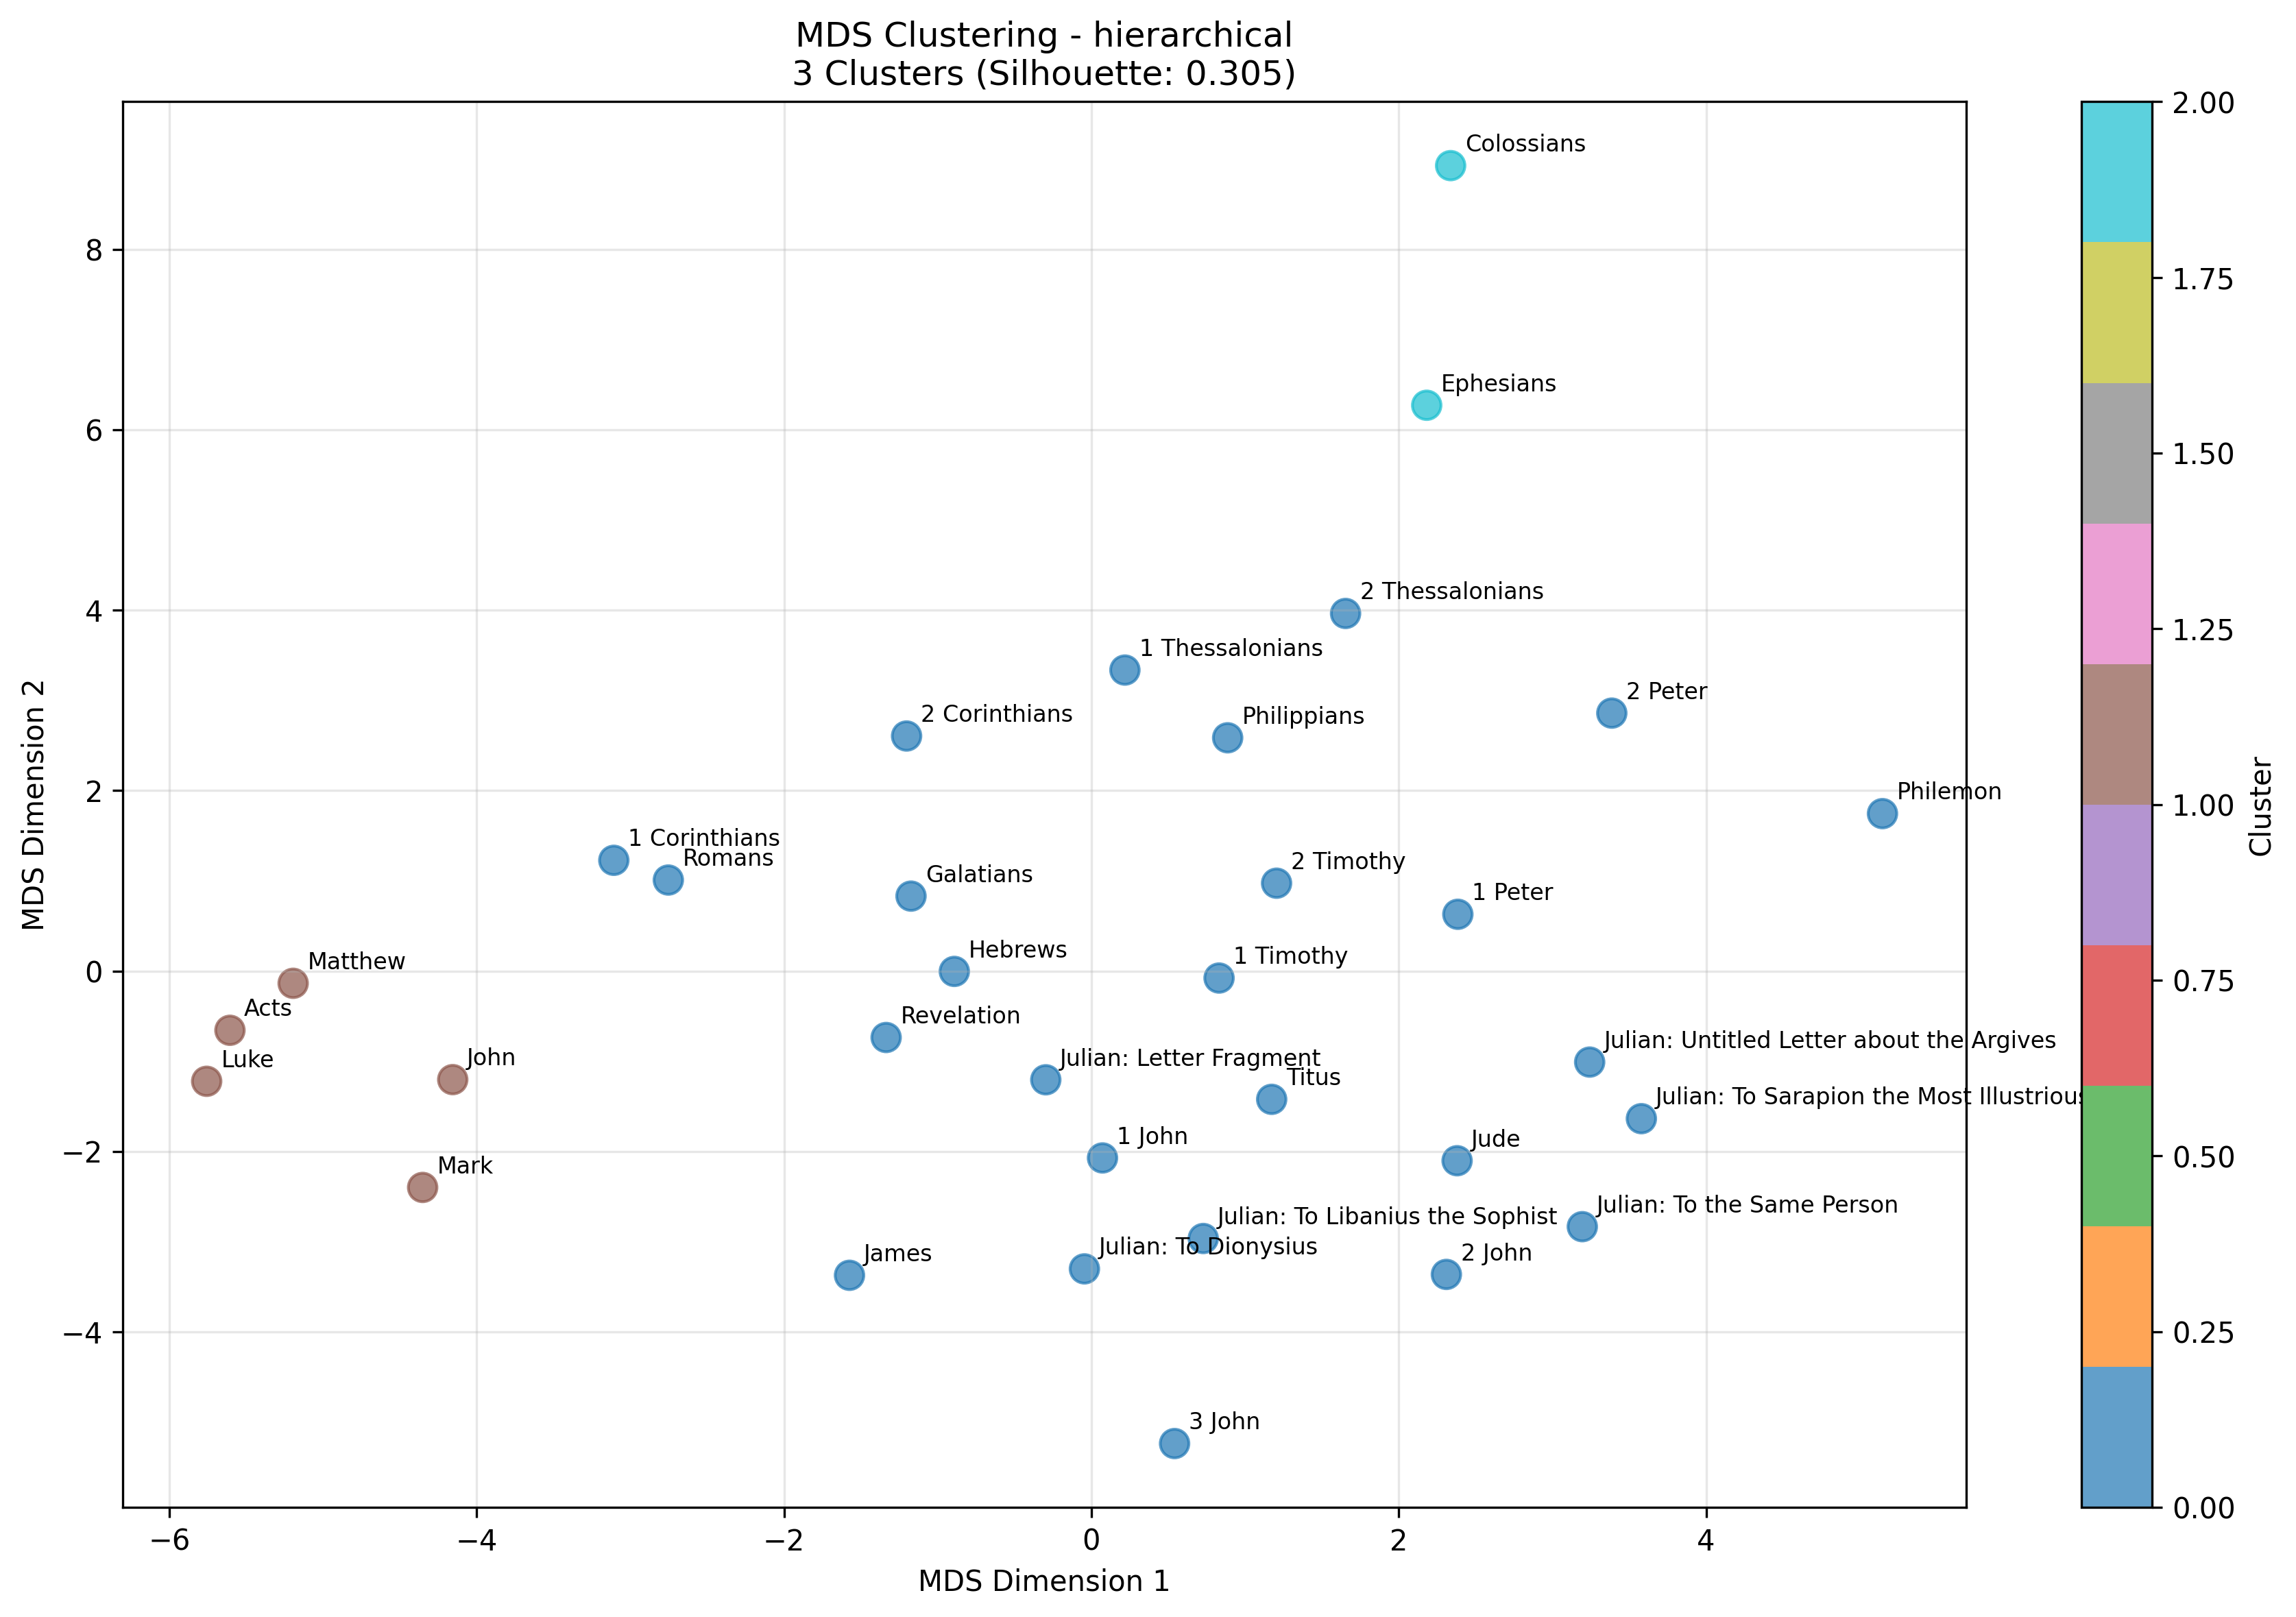 MDS Clustering - hierarchical
3 Clusters (Silhouette: 0.305)
MDS Dimension 2
8
6
4
2
0
−2
−4
Colossians
Ephesians
2 Thessalonians
1 Thessalonians
2 Corinthians
Philippians
2 Peter
Philemon
1 Corinthians
Romans
Galatians
2 Timothy
1 Peter
Hebrews
1 Timothy
Matthew
Acts
Revelation
Luke
John
Julian: Letter Fragment
Titus
Julian: Untitled Letter about the Argives
Julian: To Sarapion the Most Illustrious
1 John
Jude
Mark
Julian: To Libanius the Sophist
Julian: To the Same Person
Julian: To Dionysius
James
2 John
3 John
−6
−4
−2
0
2
4
MDS Dimension 1
2.00
1.75
1.50
1.25
1.00
0.75
0.50
0.25
0.00
Cluster